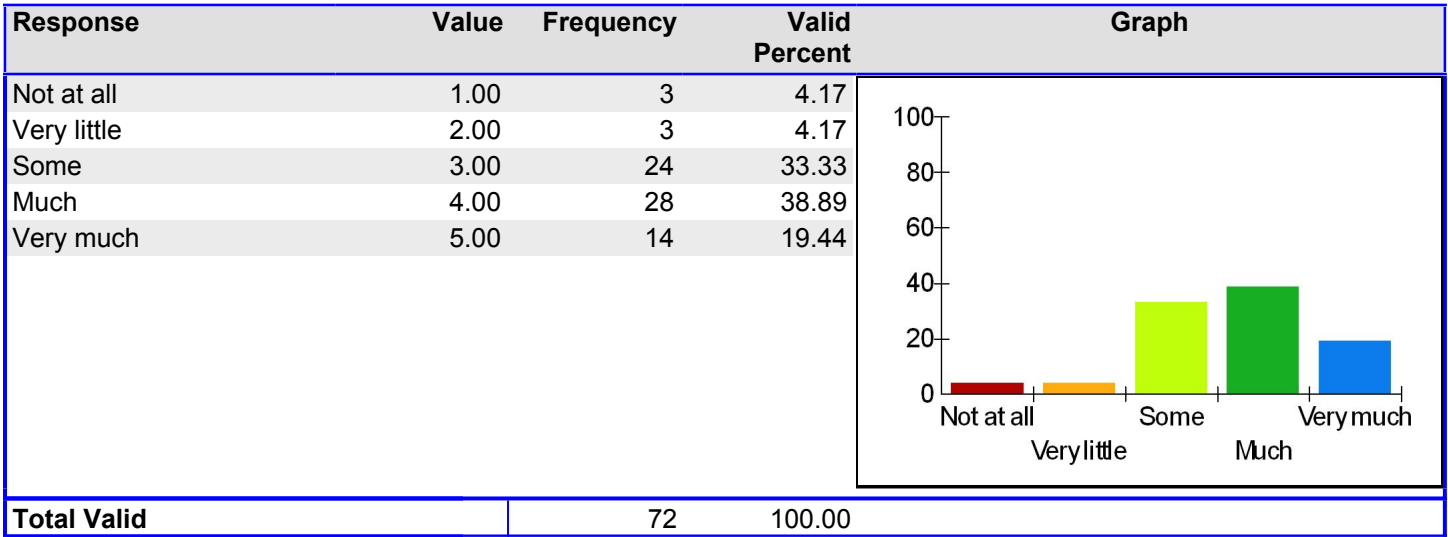 Response Value Frequency Valid Percent Graph
Not at all 1.00 3 4.17
Very little 2.00 3 4.17
Some 3.00 24 33.33
Much 4.00 28 38.89
Very much 5.00 14 19.44
100
80
60
40
20
0
Not at all Some Very much
Very little Much
Total Valid 72 100.00